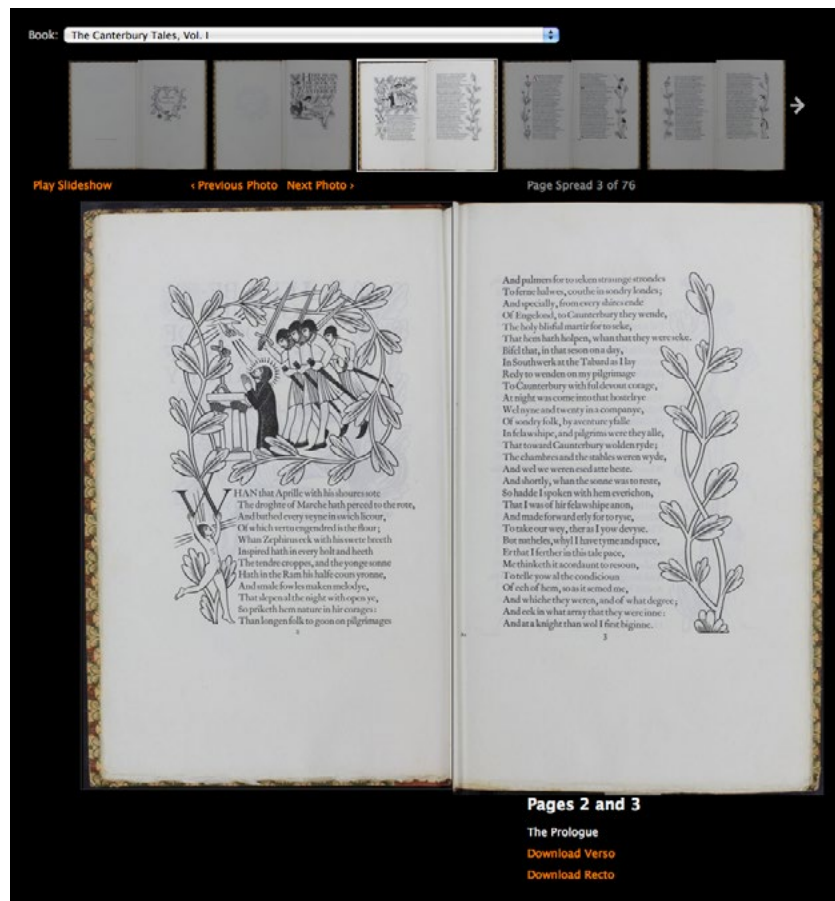 Book: The Canterbury Tales, Vol. I
Play Slideshow
‹ Previous Photo Next Photo ›
Page Spread 3 of 76
WHAN that Aprille with his shoures sote
The droghte of Marche hath perced to the rote,
And bathed every veyne in swich licour,
Of which vertu engendred is the flour;
Whan Zephirus eek with his swete breeth
Inspired hath in every holt and heeth
The tendre croppes, and the yonge sonne
Hath in the Ram his halfe cours yronne,
And smale fowles maken melodye,
That slepen al the night with open ye,
So priketh hem nature in hir corages:
Than longen folk to goon on pilgrimages
2
And palmers for to seken straunge strondes
To ferne halwes, couthe in sondry londes;
And specially, from every shires ende
Of Engelond, to Caunterbury they wende,
The holy blisful martir for to seke,
That hem hath holpen, whan that they were seke.
Bifel that, in that seson on a day,
In Southwerk at the Tabard as I lay
Redy to wenden on my pilgrimage
To Caunterbury with ful devout corage,
At night was come into that hostelrye
Wel nyne and twenty in a companye,
Of sondry folk, by aventure yfalle
In felawshipe, and pilgrims were they alle,
That toward Caunterbury wolden ryde;
The chambres and the stables weren wyde,
And wel we weren esed atte beste.
And shortly, whan the sonne was to reste,
So hadde I spoken with hem everichon,
That I was of hir felawshipe anon,
And made forward erly for to ryse,
To take our wey, ther as I yow devyse.
But natheles, whyl I have tyme and space,
Er that I ferther in this tale pace,
Me thinketh it acordaunt to resoun,
To telle yow al the condicioun
Of ech of hem, so as it semed me,
And whiche they weren, and of what degree;
And eek in what array that they were inne:
And at a knight than wol I first biginne.
3
Pages 2 and 3
The Prologue
Download Verso
Download Recto